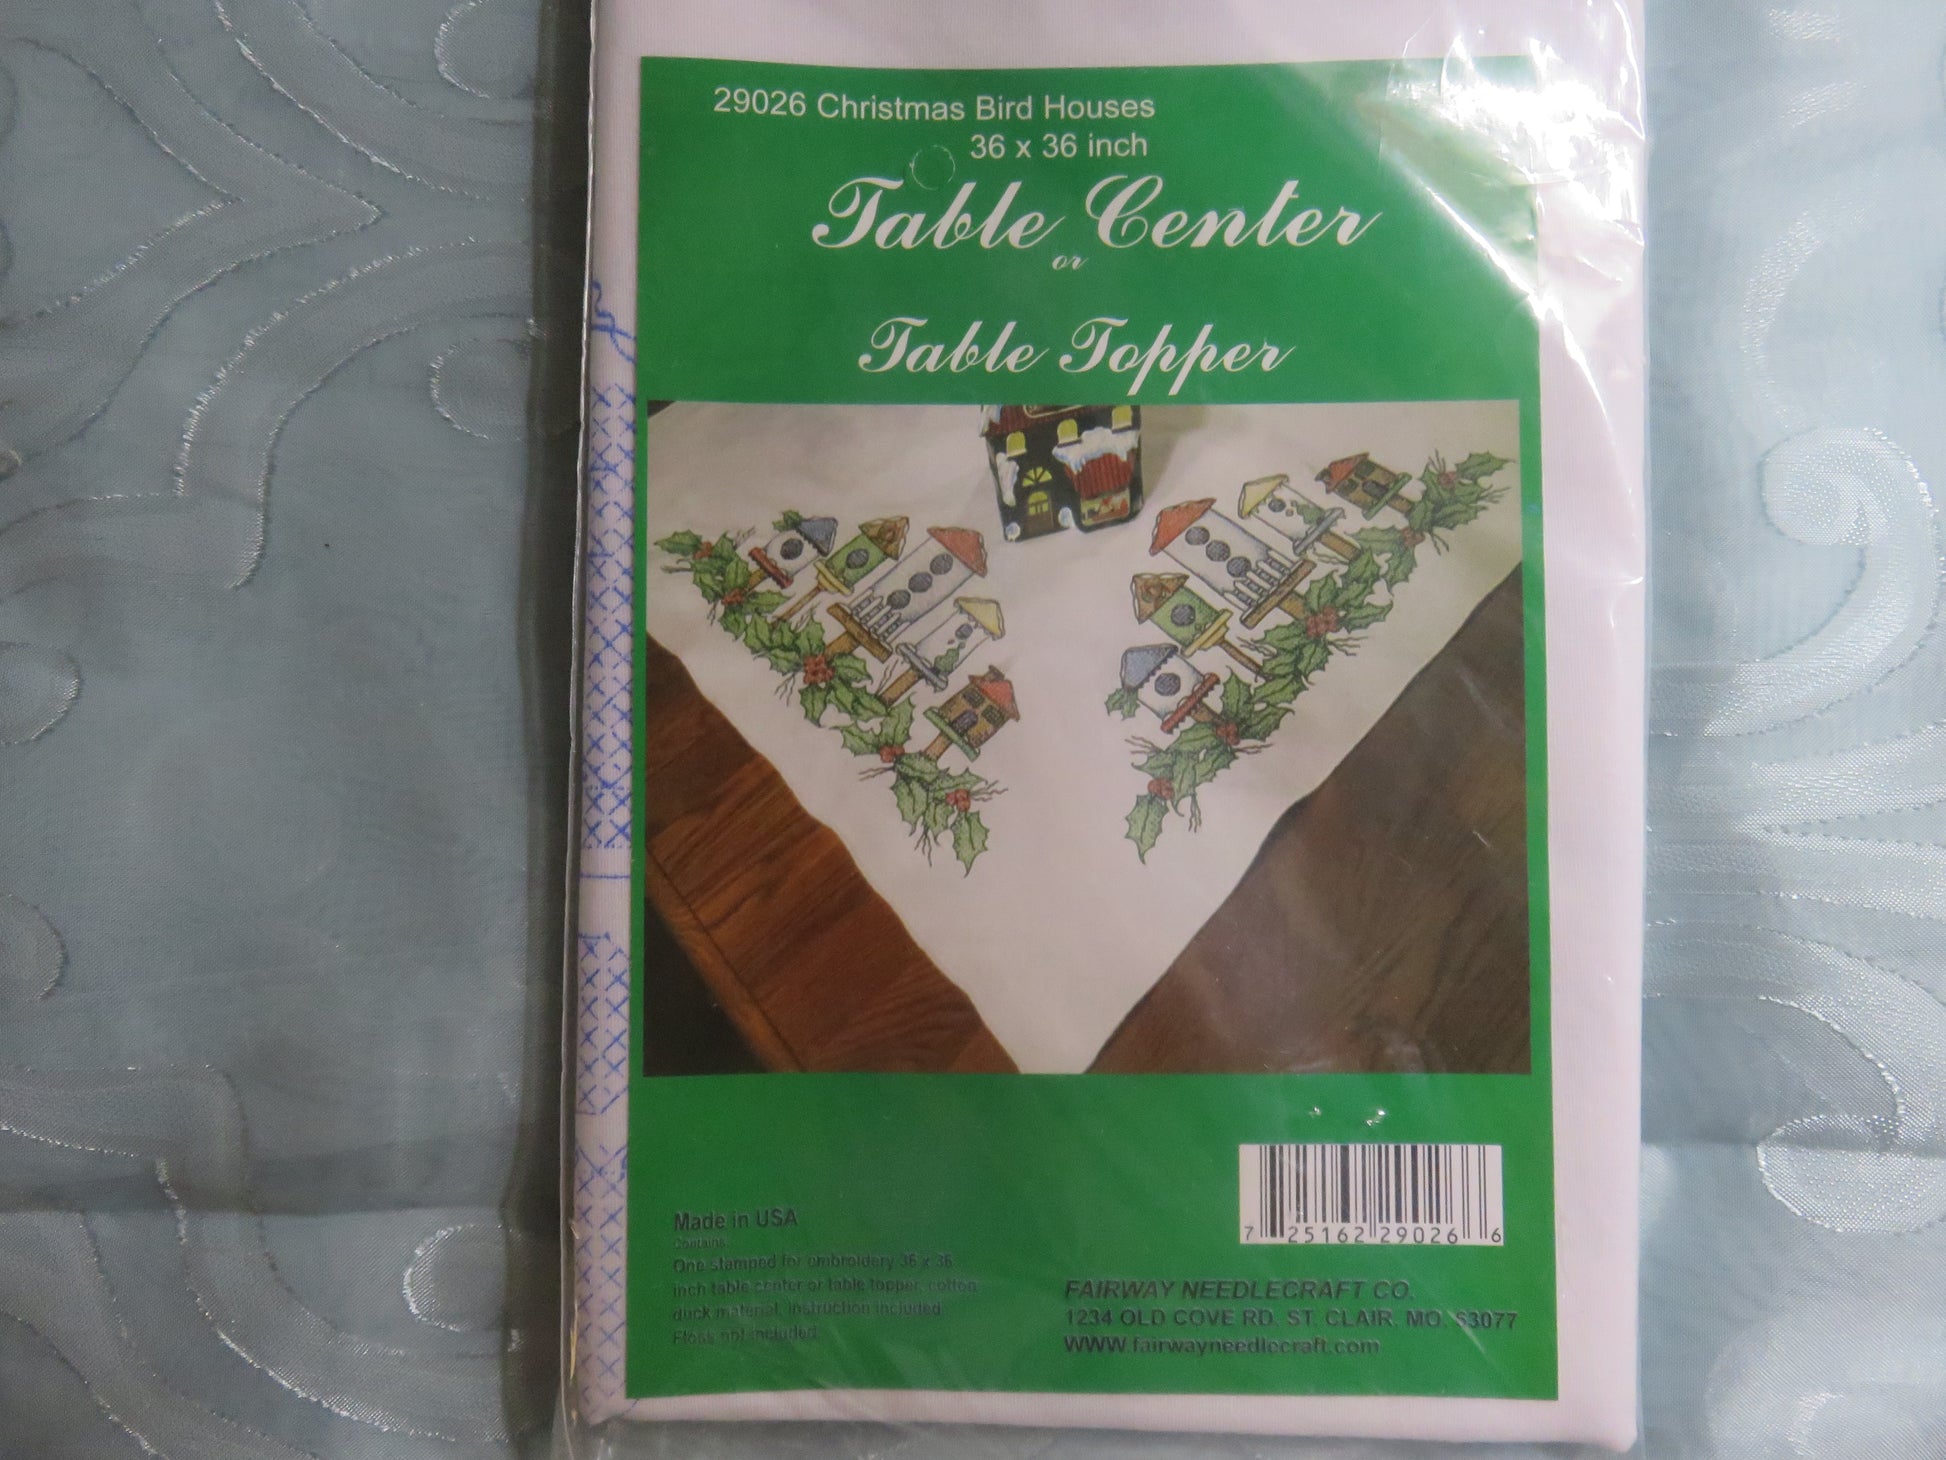 29026 Christmas Bird Houses
36 x 36 inch
Table Center
or
Table Topper
Made in USA
Contains:
One stamped for embroidery 36 x 36
inch table center or table topper, cotton
duck material, instruction included
Floss not included.
7 25162 29026 6
FAIRWAY NEEDLECRAFT CO.
1234 OLD COVE RD. ST. CLAIR, MO. 63077
WWW.fairwayneedlecraft.com